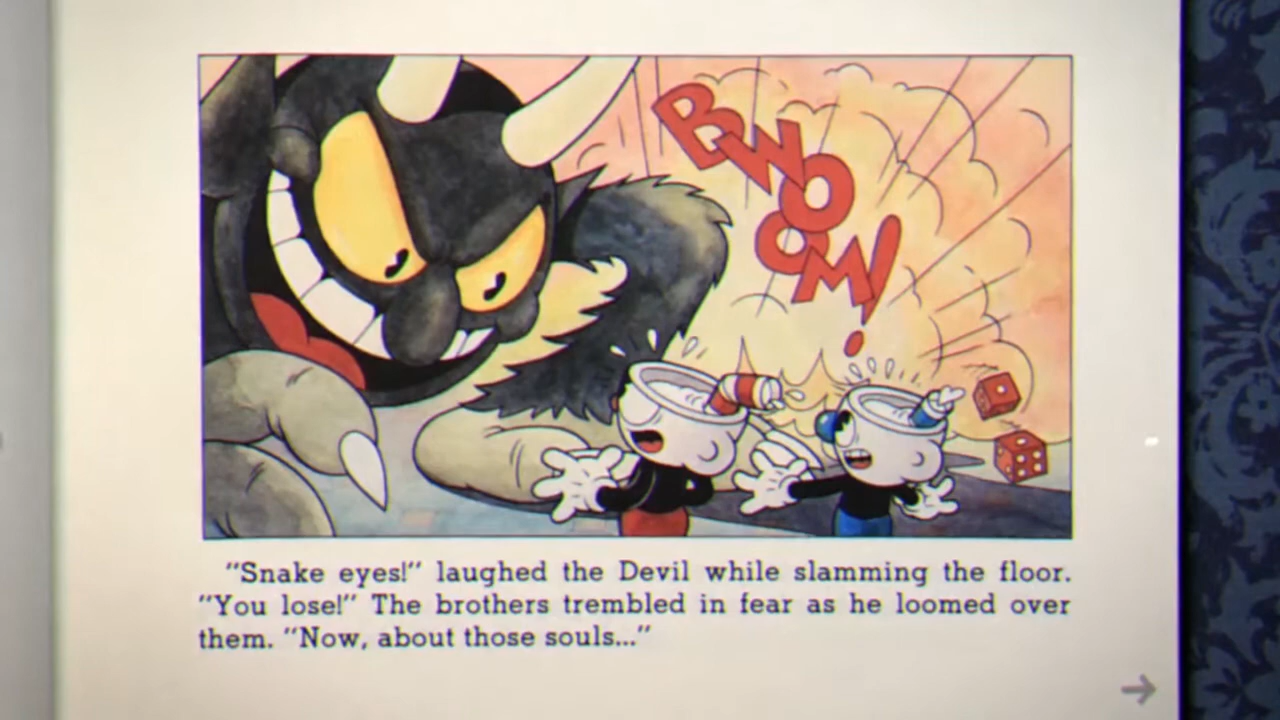 BWOOM!
“Snake eyes!” laughed the Devil while slamming the floor.
“You lose!” The brothers trembled in fear as he loomed over
them. “Now, about those souls...”